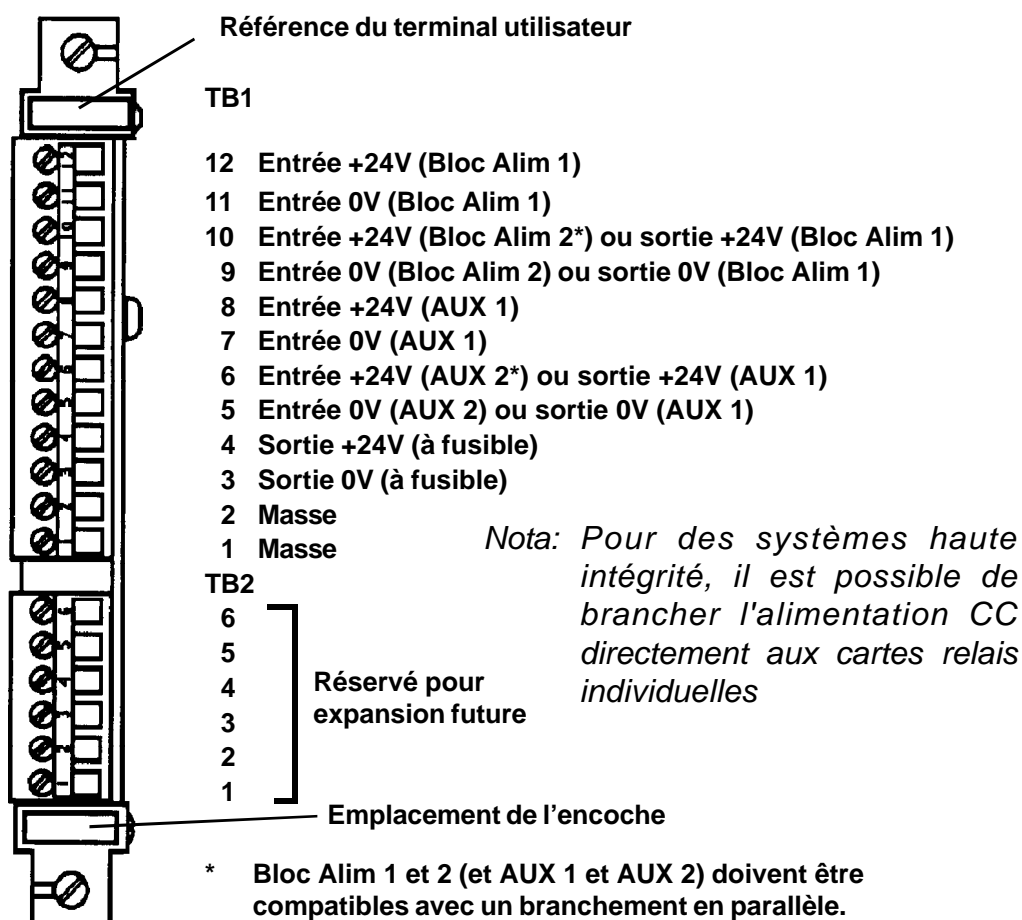 Référence du terminal utilisateur
TB1
12 Entrée +24V (Bloc Alim 1)
11 Entrée 0V (Bloc Alim 1)
10 Entrée +24V (Bloc Alim 2*) ou sortie +24V (Bloc Alim 1)
9 Entrée 0V (Bloc Alim 2) ou sortie 0V (Bloc Alim 1)
8 Entrée +24V (AUX 1)
7 Entrée 0V (AUX 1)
6 Entrée +24V (AUX 2*) ou sortie +24V (AUX 1)
5 Entrée 0V (AUX 2) ou sortie 0V (AUX 1)
4 Sortie +24V (à fusible)
3 Sortie 0V (à fusible)
2 Masse
1 Masse
Nota: Pour des systèmes haute
intégrité, il est possible de
brancher l'alimentation CC
directement aux cartes relais
individuelles
TB2
6
5
4
3
2
1
Réservé pour
expansion future
Emplacement de l’encoche
* Bloc Alim 1 et 2 (et AUX 1 et AUX 2) doivent être
compatibles avec un branchement en parallèle.